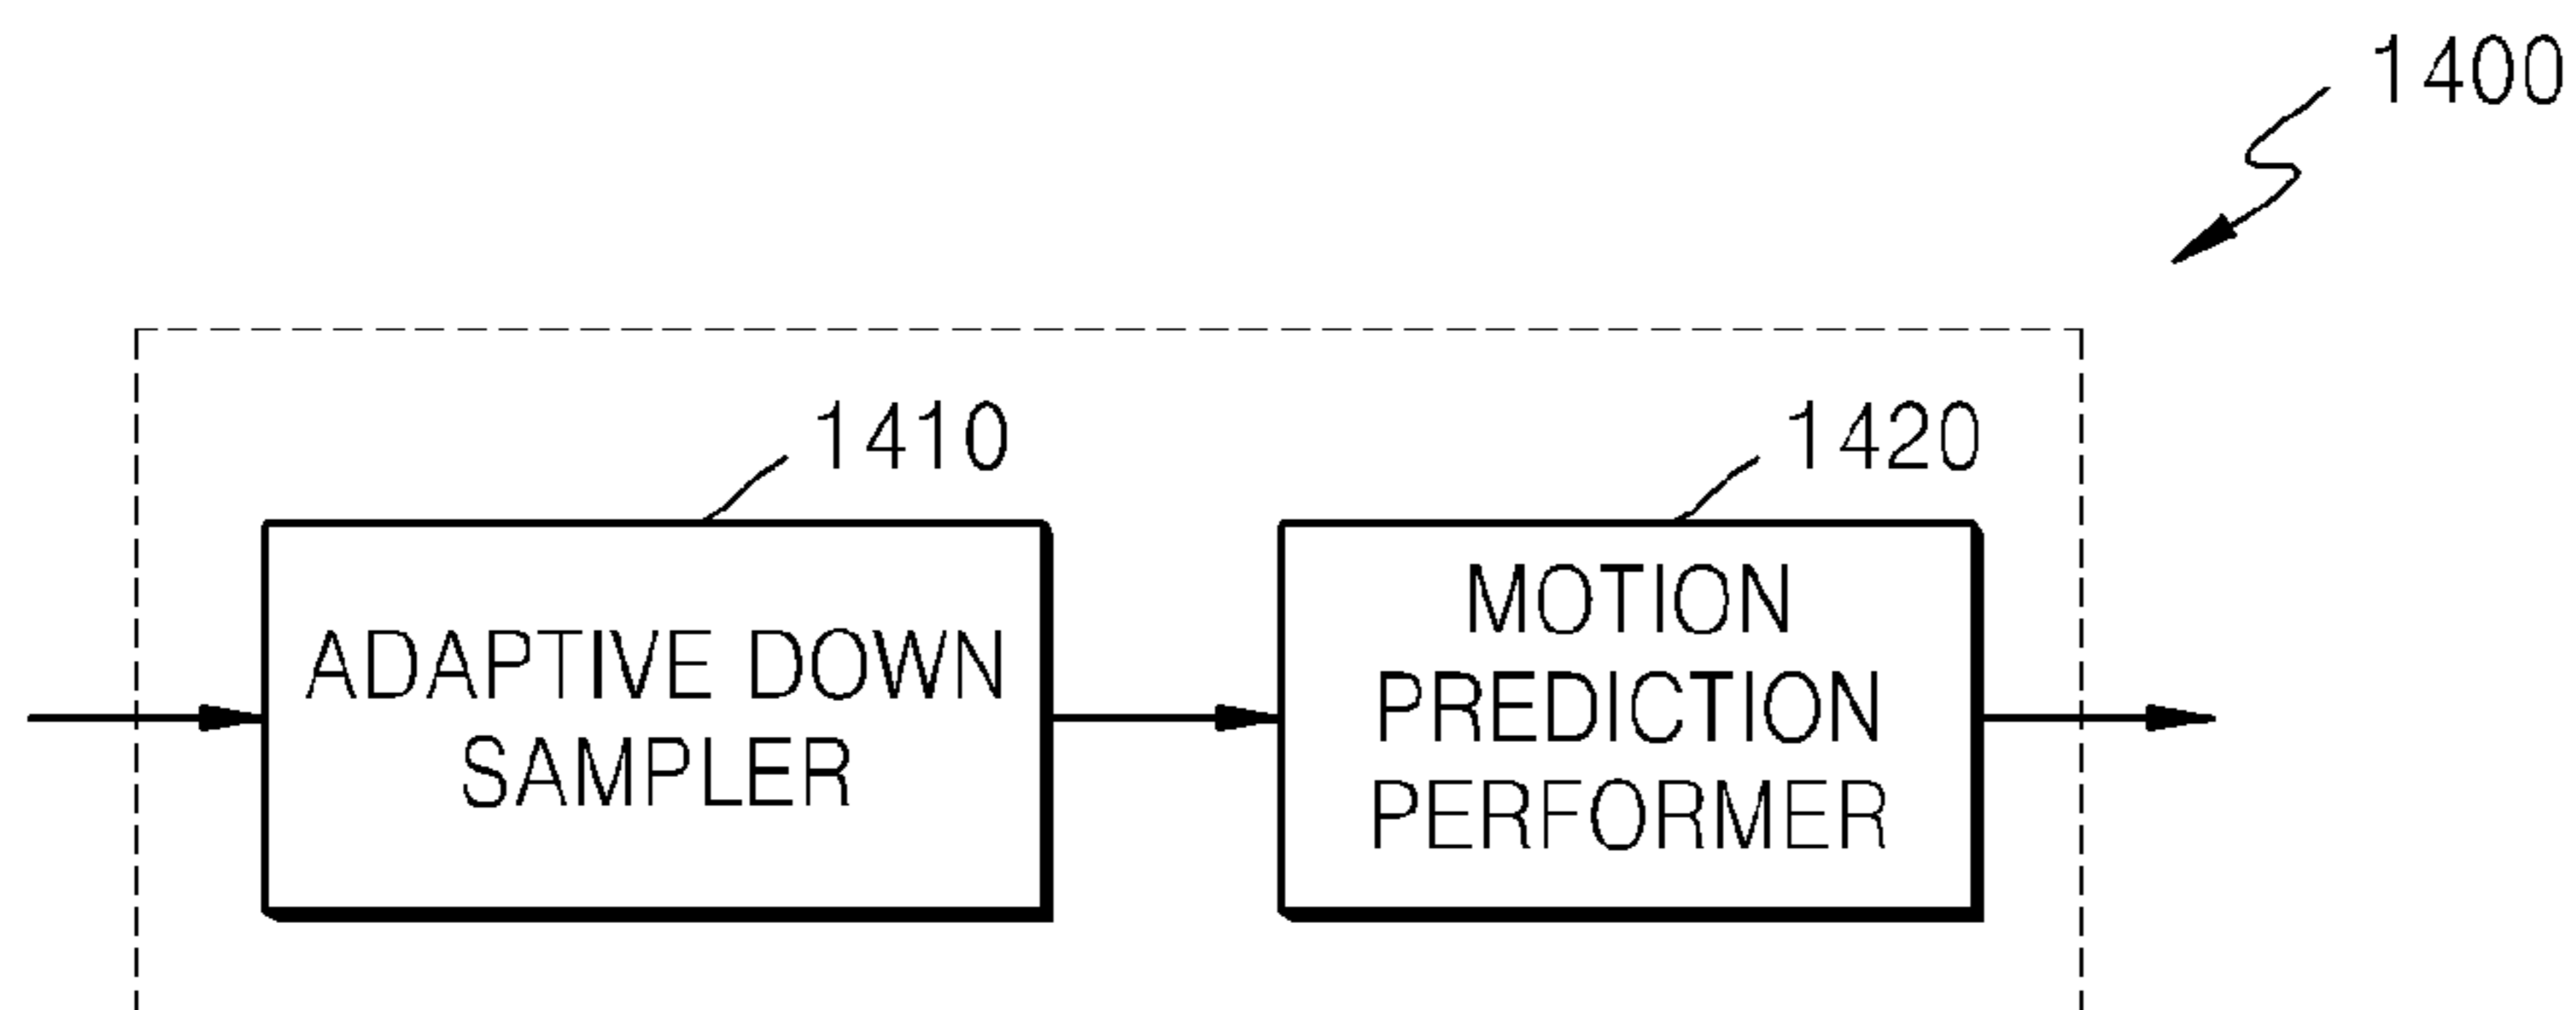 1400
1410
1420
ADAPTIVE DOWN
SAMPLER
MOTION
PREDICTION
PERFORMER